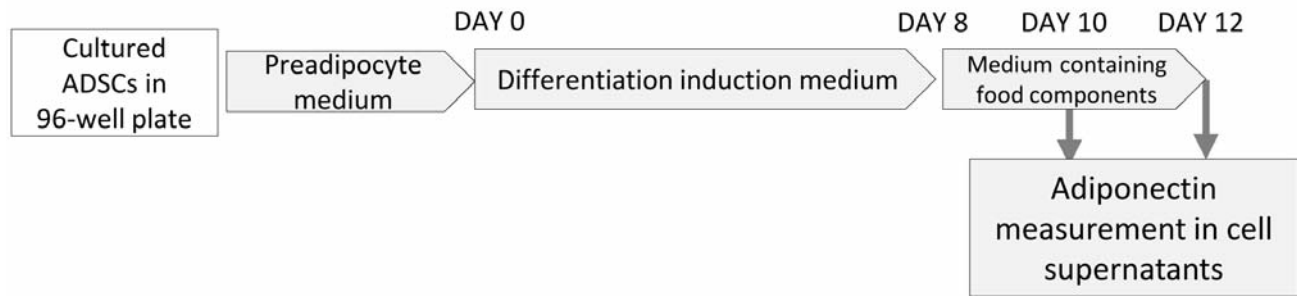 DAY 0
DAY 8
DAY 10
DAY 12
Cultured
ADSCs in
96-well plate
Preadipocyte
medium
Differentiation induction medium
Medium containing
food components
Adiponectin
measurement in cell
supernatants